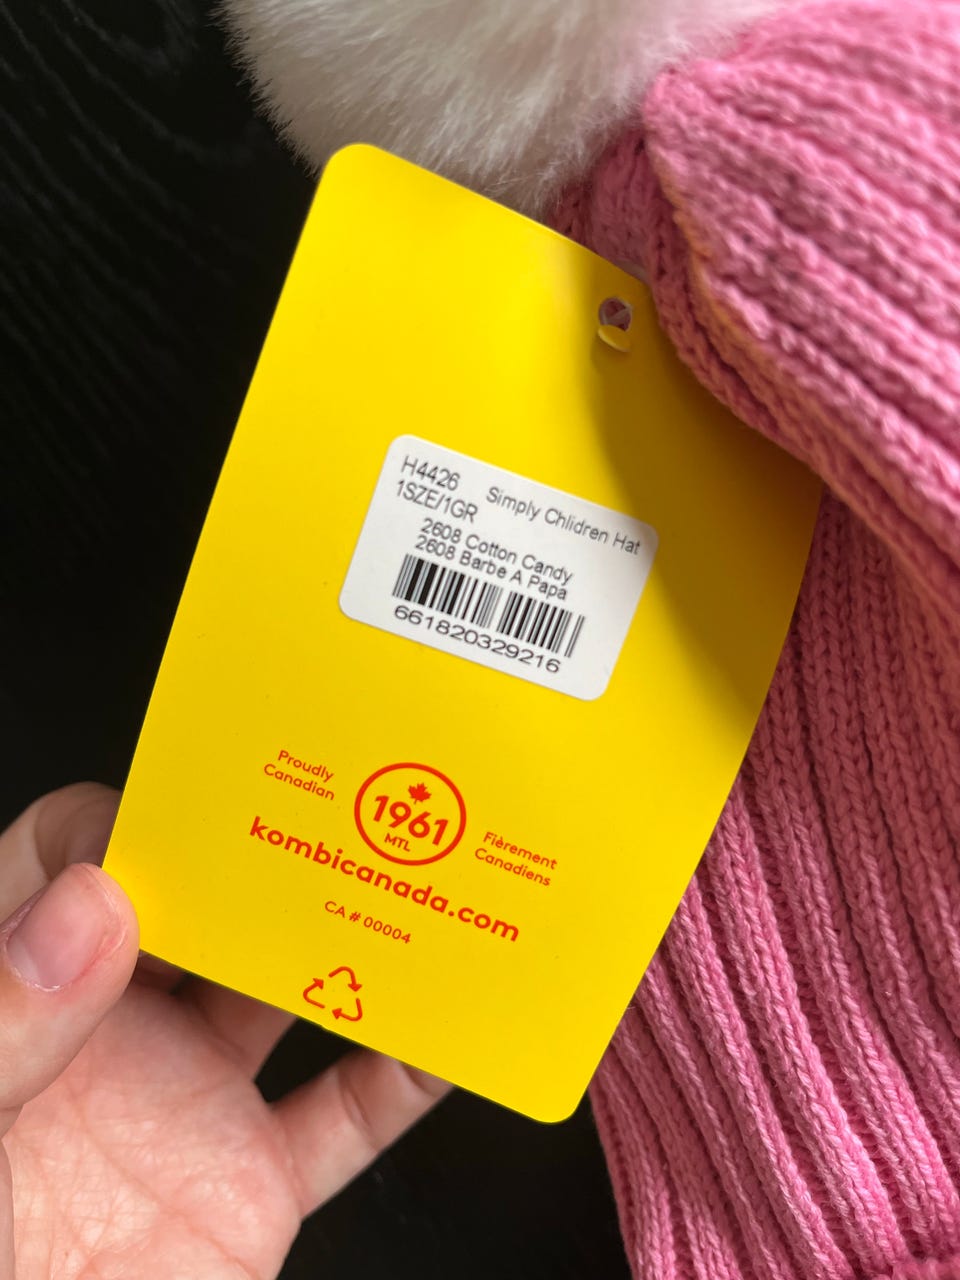 H4426 Simply Chlidren Hat
1SZE/1GR
2608 Cotton Candy
2608 Barbe A Papa
661820329216
Proudly
Canadian
1961
MTL
Fièrement
Canadiens
kombicanada.com
CA # 00004